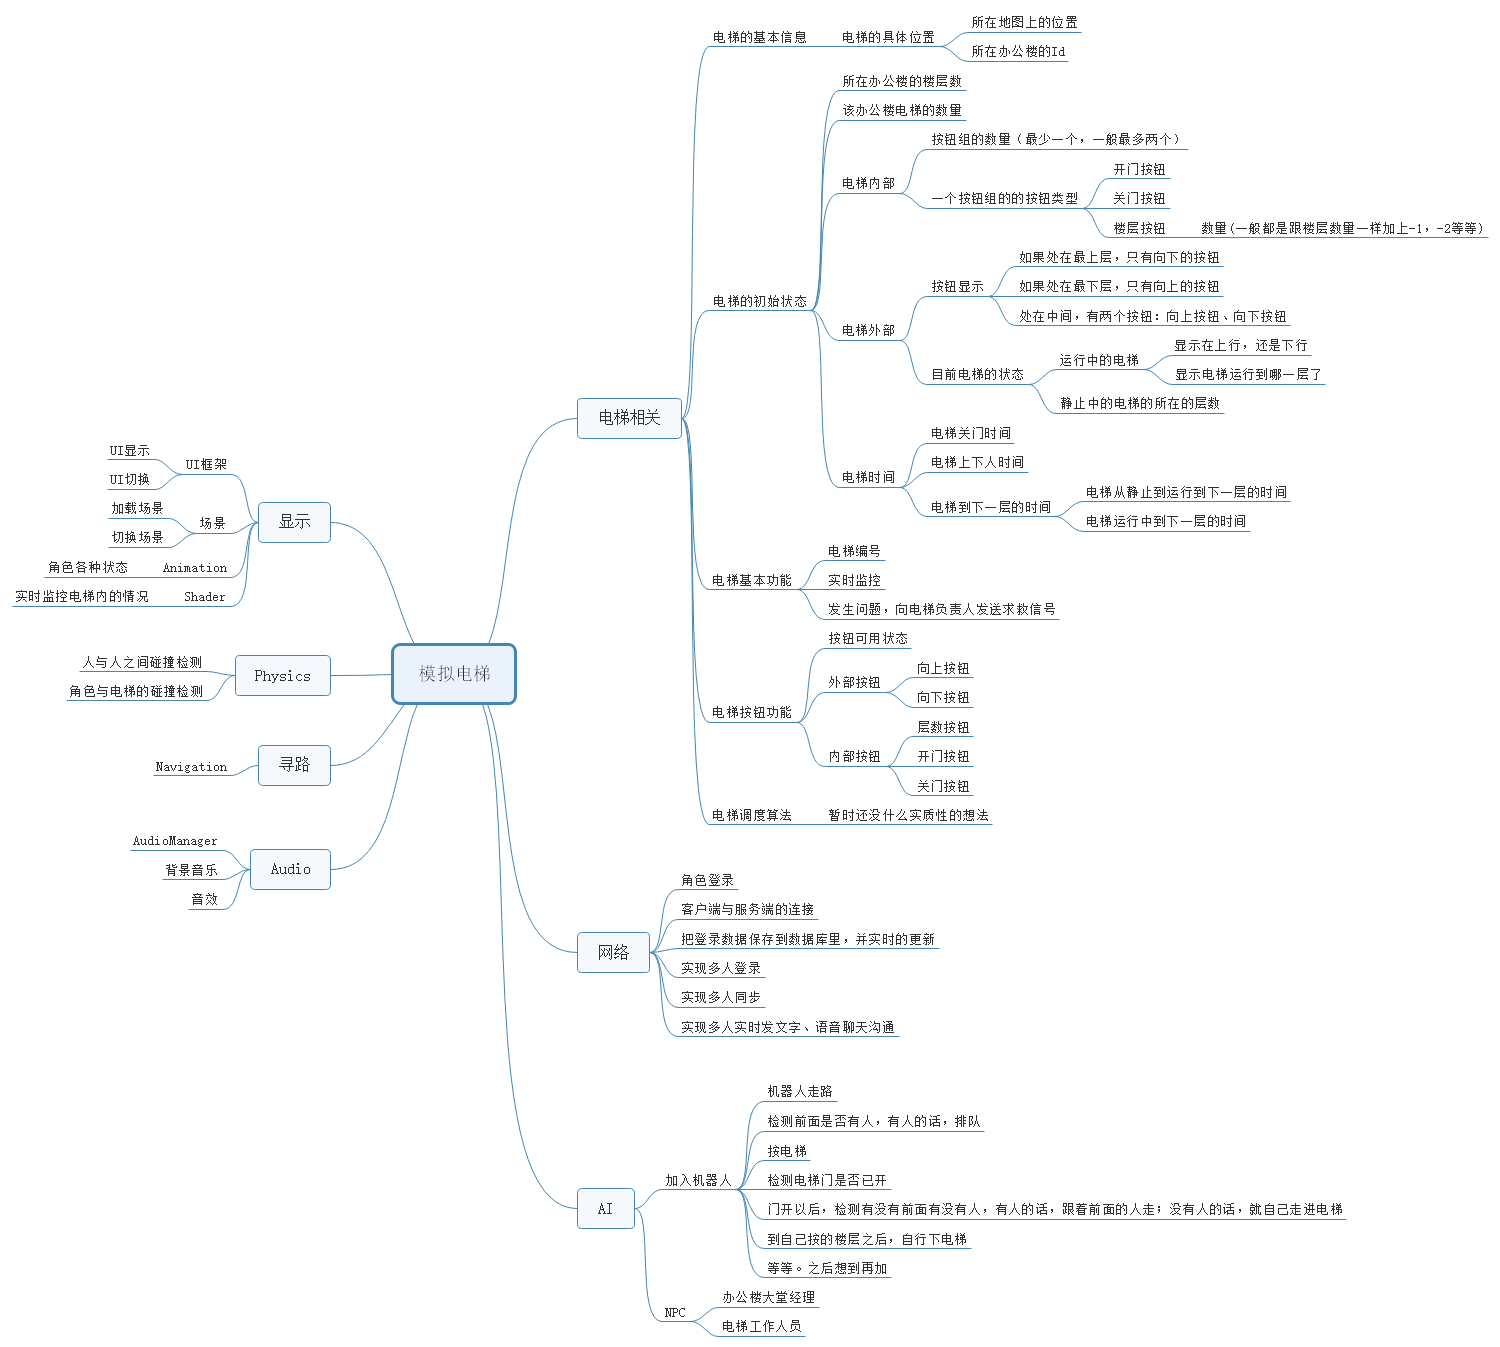 模拟电梯
电梯相关
电梯的基本信息
电梯的具体位置
所在地图上的位置
所在办公楼的Id
电梯的初始状态
所在办公楼的楼层数
该办公楼电梯的数量
电梯内部
按钮组的数量（最少一个，一般最多两个）
一个按钮组的的按钮类型
开门按钮
关门按钮
楼层按钮
数量(一般都是跟楼层数量一样加上-1，-2等等)
电梯外部
按钮显示
如果处在最上层，只有向下的按钮
如果处在最下层，只有向上的按钮
处在中间，有两个按钮：向上按钮、向下按钮
目前电梯的状态
运行中的电梯
显示在上行，还是下行
显示电梯运行到哪一层了
静止中的电梯的所在的层数
电梯时间
电梯关门时间
电梯上下人时间
电梯到下一层的时间
电梯从静止到运行到下一层的时间
电梯运行中到下一层的时间
电梯基本功能
电梯编号
实时监控
发生问题，向电梯负责人发送求救信号
电梯按钮功能
按钮可用状态
外部按钮
向上按钮
向下按钮
内部按钮
层数按钮
开门按钮
关门按钮
电梯调度算法
暂时还没什么实质性的想法
网络
角色登录
客户端与服务端的连接
把登录数据保存到数据库里，并实时的更新
实现多人登录
实现多人同步
实现多人实时发文字、语音聊天沟通
AI
加入机器人
机器人走路
检测前面是否有人，有人的话，排队
按电梯
检测电梯门是否已开
门开以后，检测有没有前面有没有人，有人的话，跟着前面的人走；没有人的话，就自己走进电梯
到自己按的楼层之后，自行下电梯
等等。之后想到再加
NPC
办公楼大堂经理
电梯工作人员
显示
UI框架
UI显示
UI切换
场景
加载场景
切换场景
Animation
角色各种状态
Shader
实时监控电梯内的情况
Physics
人与人之间碰撞检测
角色与电梯的碰撞检测
寻路
Navigation
Audio
AudioManager
背景音乐
音效